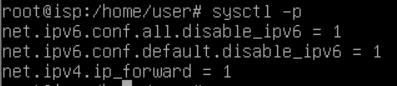 root@isp:/home/user# sysctl -p
net.ipv6.conf.all.disable_ipv6 = 1
net.ipv6.conf.default.disable_ipv6 = 1
net.ipv4.ip_forward = 1